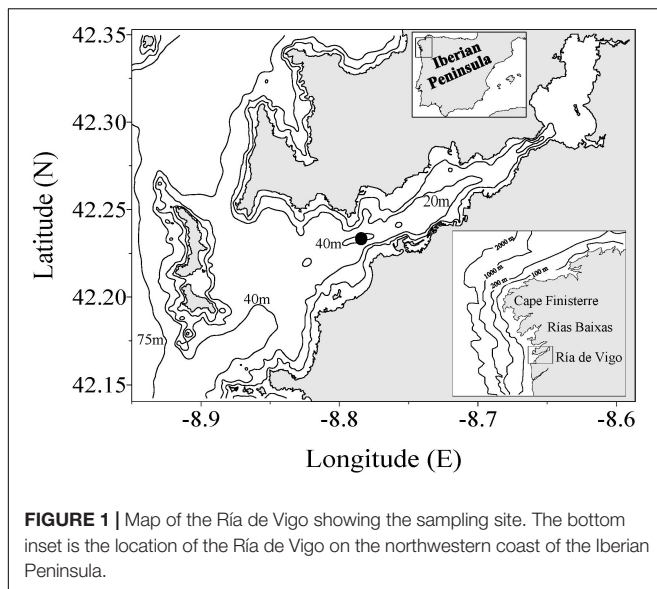 42.35
42.30
42.25
42.20
42.15
Latitude (N)
Iberian
Peninsula
20m
40m
40m
75m
2000 m
1000 m
200 m
100 m
Cape Finisterre
Rías Baixas
Ría de Vigo
-8.9
-8.8
-8.7
-8.6
Longitude (E)
FIGURE 1 | Map of the Ría de Vigo showing the sampling site. The bottom
inset is the location of the Ría de Vigo on the northwestern coast of the Iberian
Peninsula.